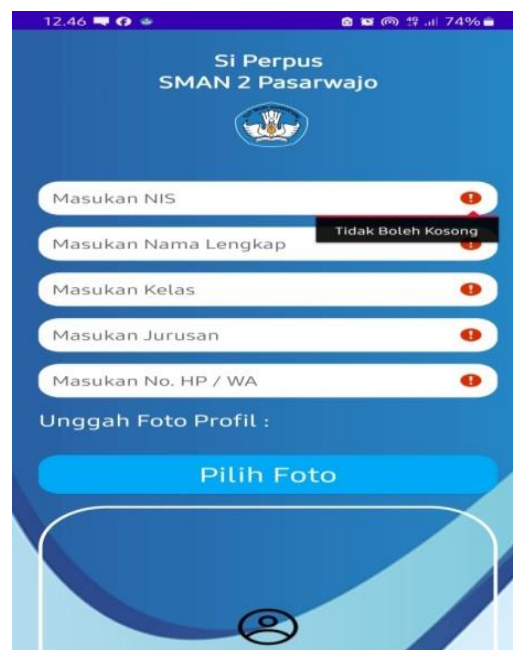 12.46 74%
Si Perpus
SMAN 2 Pasarwajo
Masukan NIS
Tidak Boleh Kosong
Masukan Nama Lengkap
Masukan Kelas
Masukan Jurusan
Masukan No. HP / WA
Unggah Foto Profil :
Pilih Foto